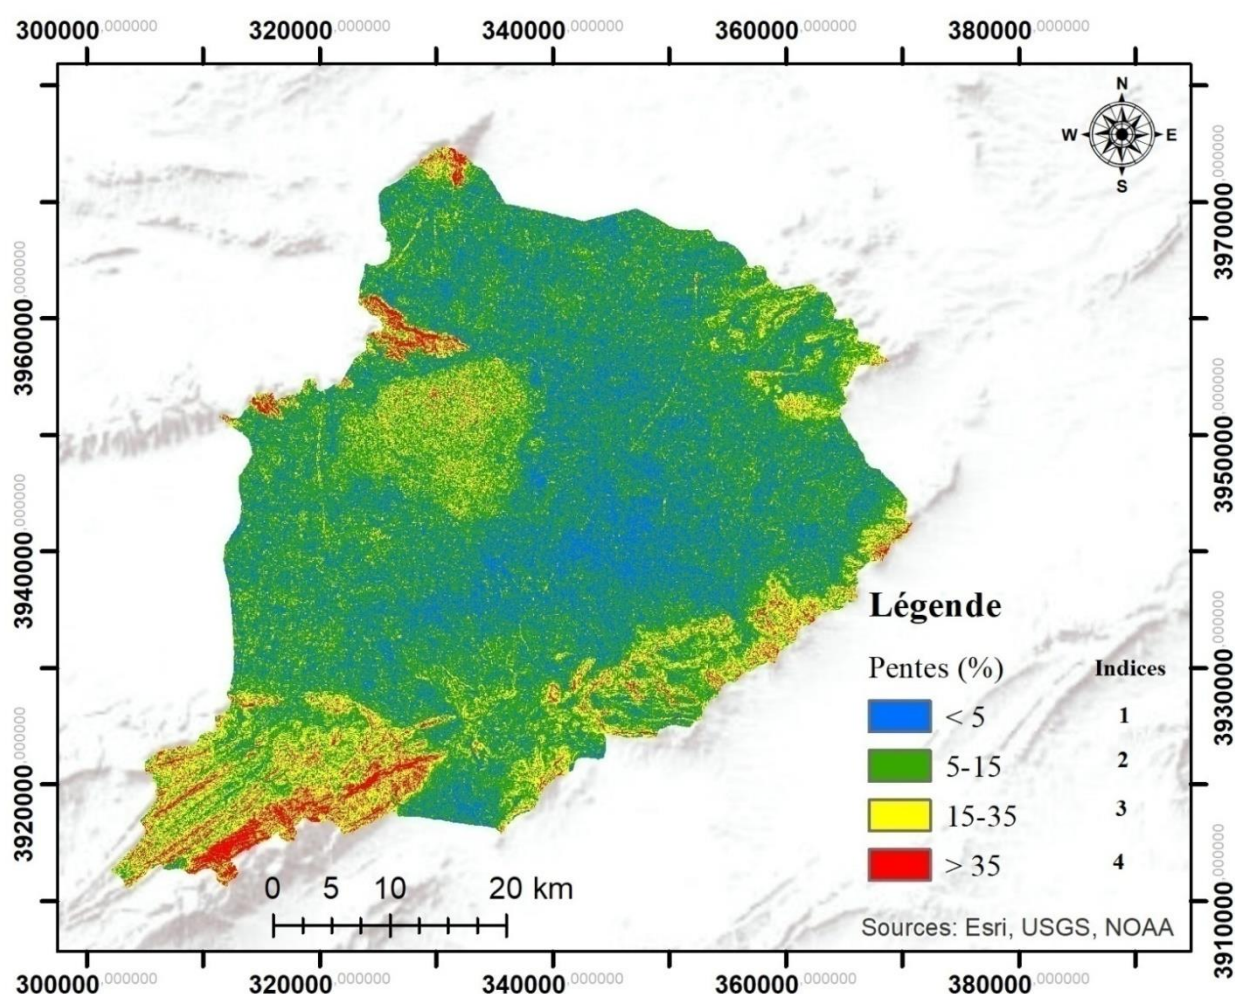 300000,000000 320000,000000 340000,000000 360000,000000 380000,000000
N
W E
S
3970000,000000
3960000,000000
3950000,000000
3940000,000000
3930000,000000
3920000,000000
3910000,000000
Légende
Pentes (%) Indices
< 5 1
5-15 2
15-35 3
> 35 4
0 5 10 20 km
Sources: Esri, USGS, NOAA
300000,000000 320000,000000 340000,000000 360000,000000 380000,000000